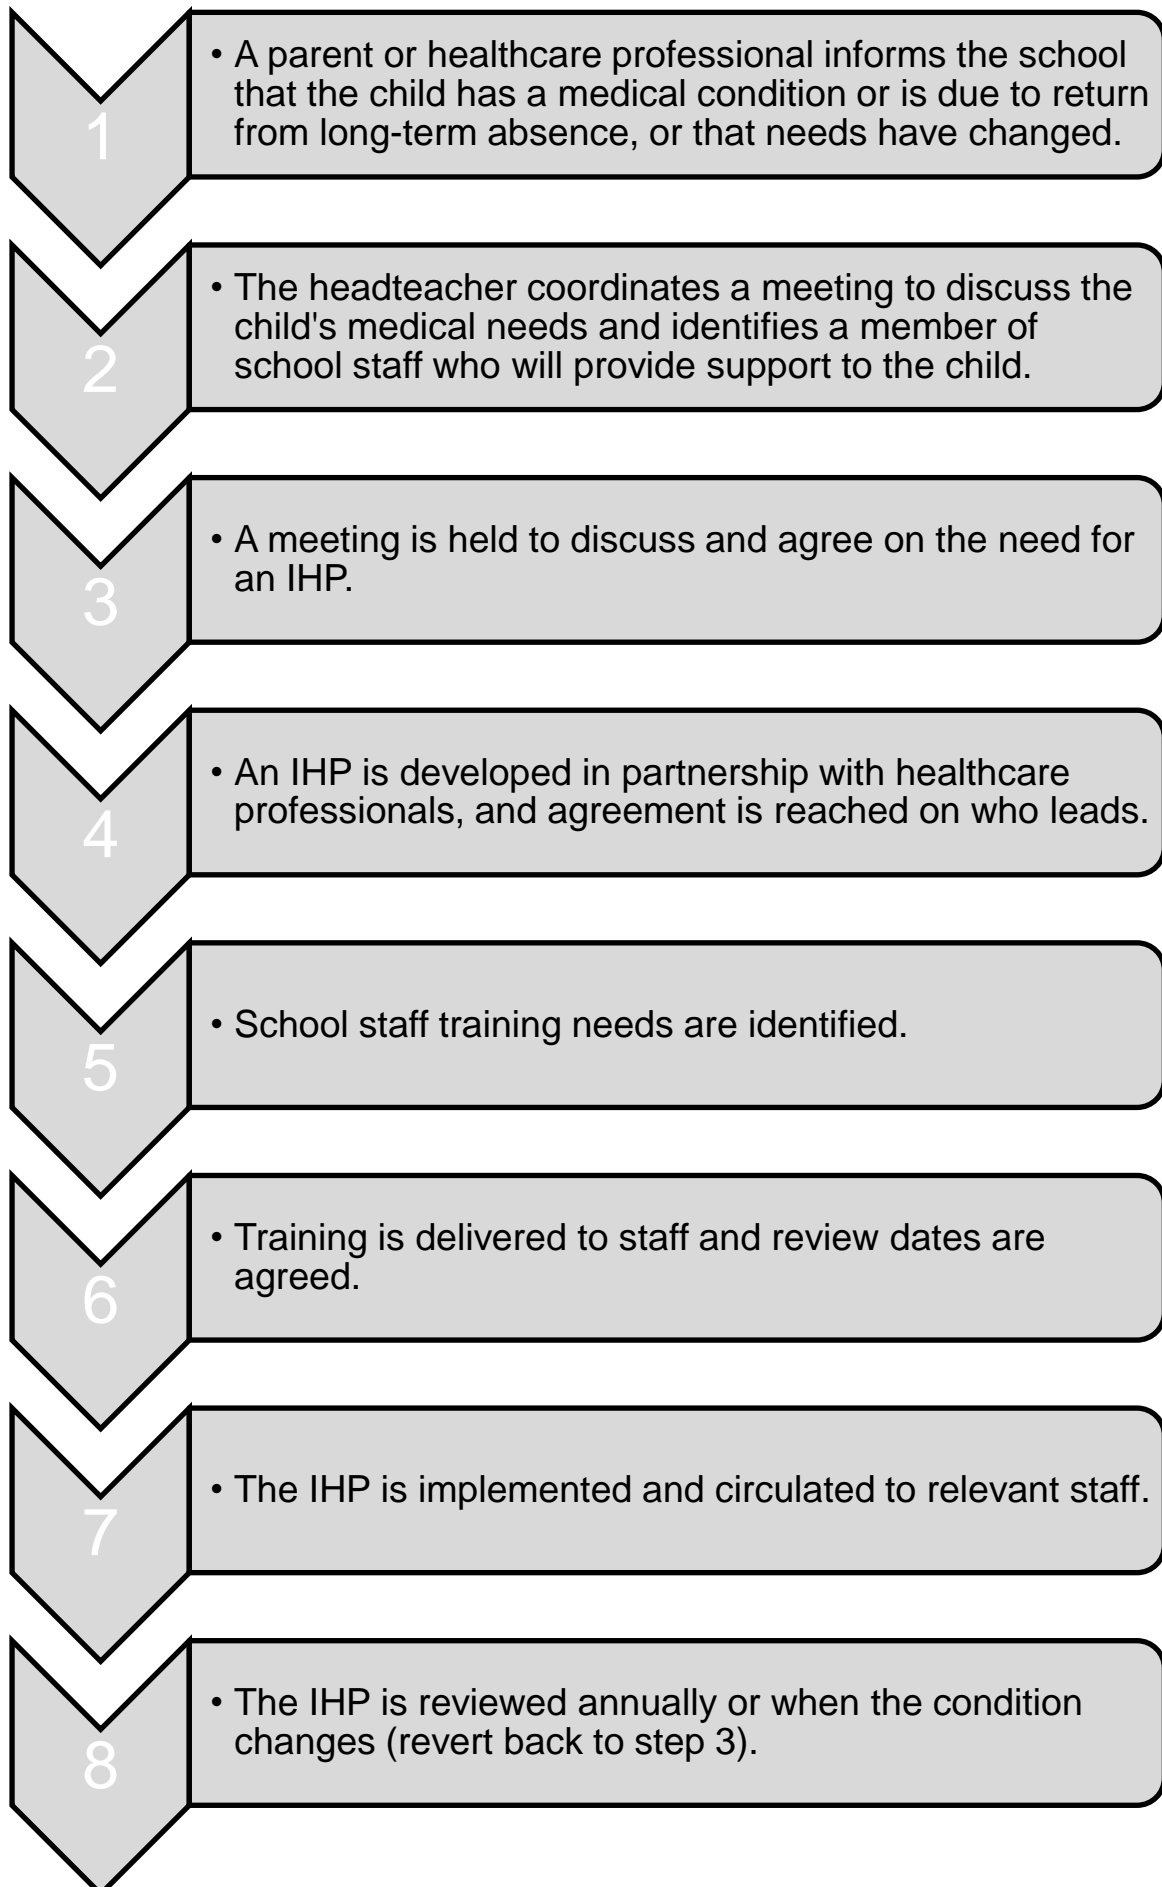 1
• A parent or healthcare professional informs the school
that the child has a medical condition or is due to return
from long-term absence, or that needs have changed.
2
• The headteacher coordinates a meeting to discuss the
child's medical needs and identifies a member of
school staff who will provide support to the child.
3
• A meeting is held to discuss and agree on the need for
an IHP.
4
• An IHP is developed in partnership with healthcare
professionals, and agreement is reached on who leads.
5
• School staff training needs are identified.
6
• Training is delivered to staff and review dates are
agreed.
7
• The IHP is implemented and circulated to relevant staff.
8
• The IHP is reviewed annually or when the condition
changes (revert back to step 3).